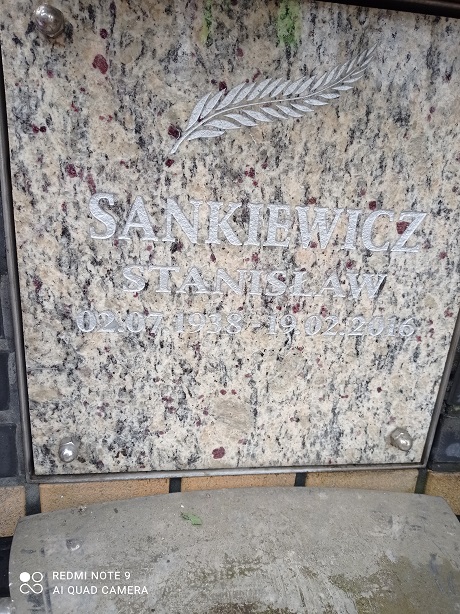 SANKIEWICZ
STANISŁAW
02.07.1938 - 19.02.2016
REDMI NOTE 9
AI QUAD CAMERA